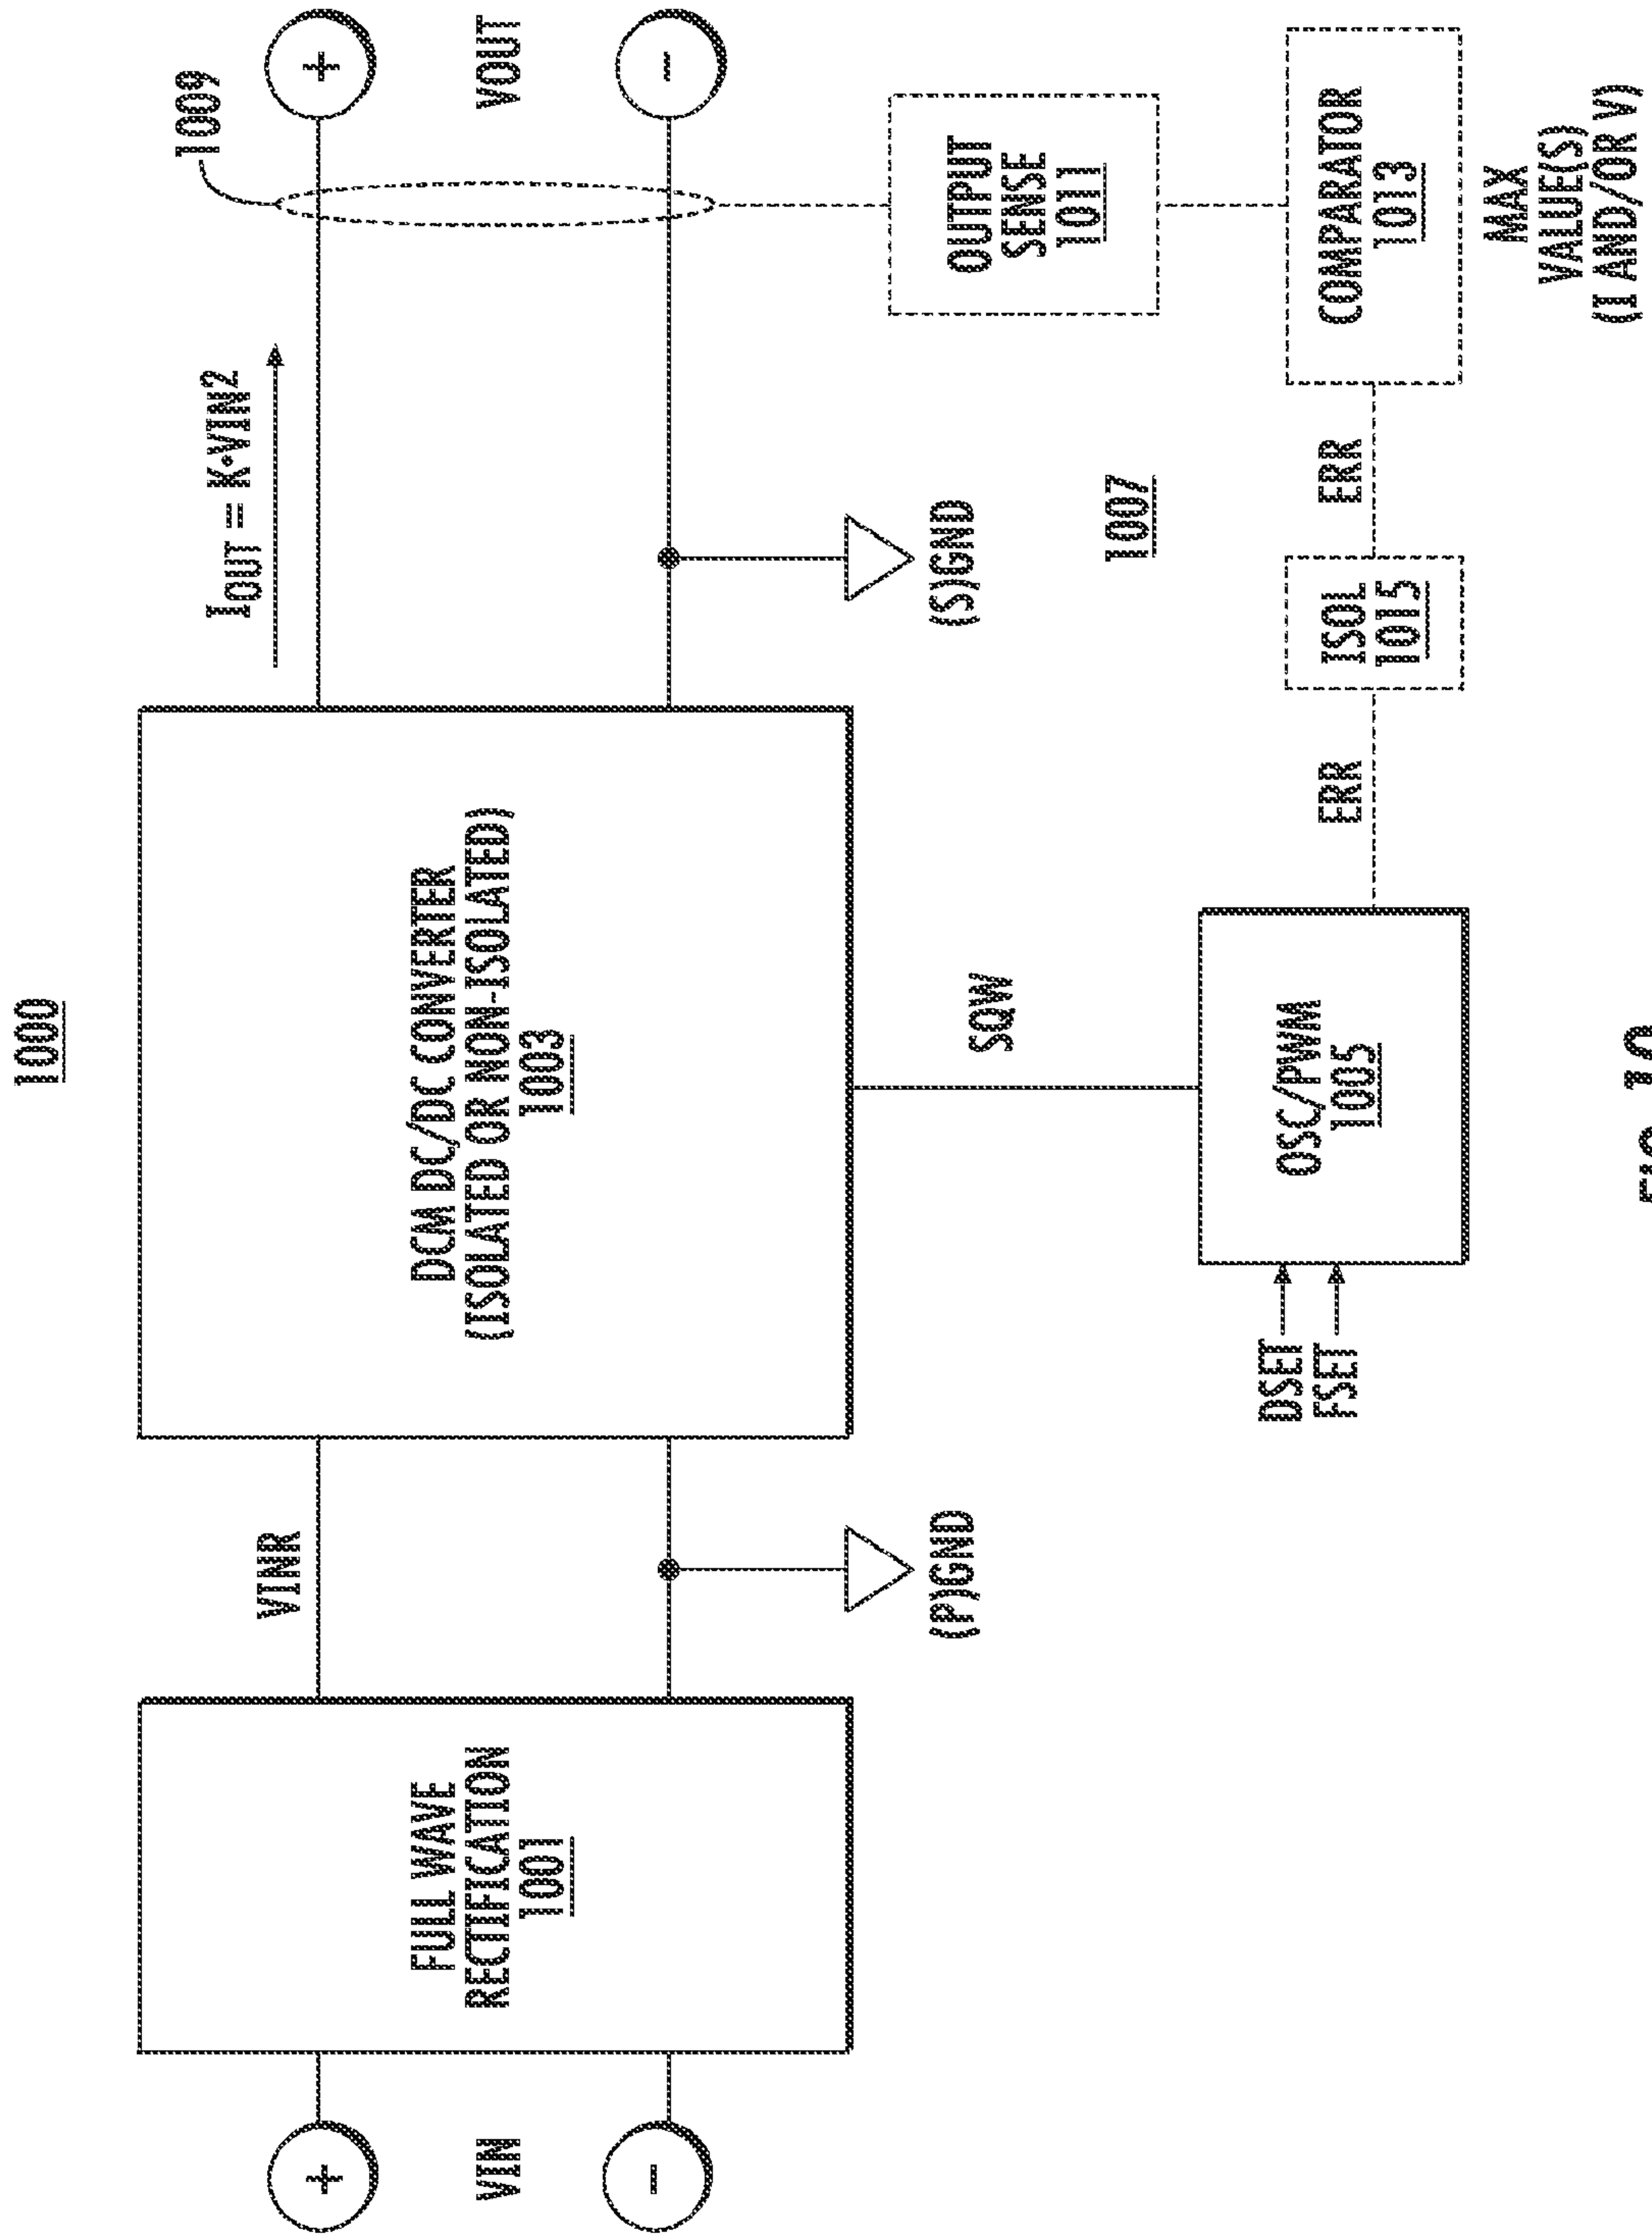 1000
1009
IOUT = K•VIN2
VINR
+
+
FULL WAVE
RECTIFICATION
1001
DCM DC/DC CONVERTER
(ISOLATED OR NON-ISOLATED)
1003
VIN
VOUT
-
-
(P)GND
SQW
(S)GND
OUTPUT
SENSE
1011
1007
DSET
FSET
OSC/PWM
1005
ERR
ISOL
1015
ERR
COMPARATOR
1013
MAX
VALUE(S)
(I AND/OR V)